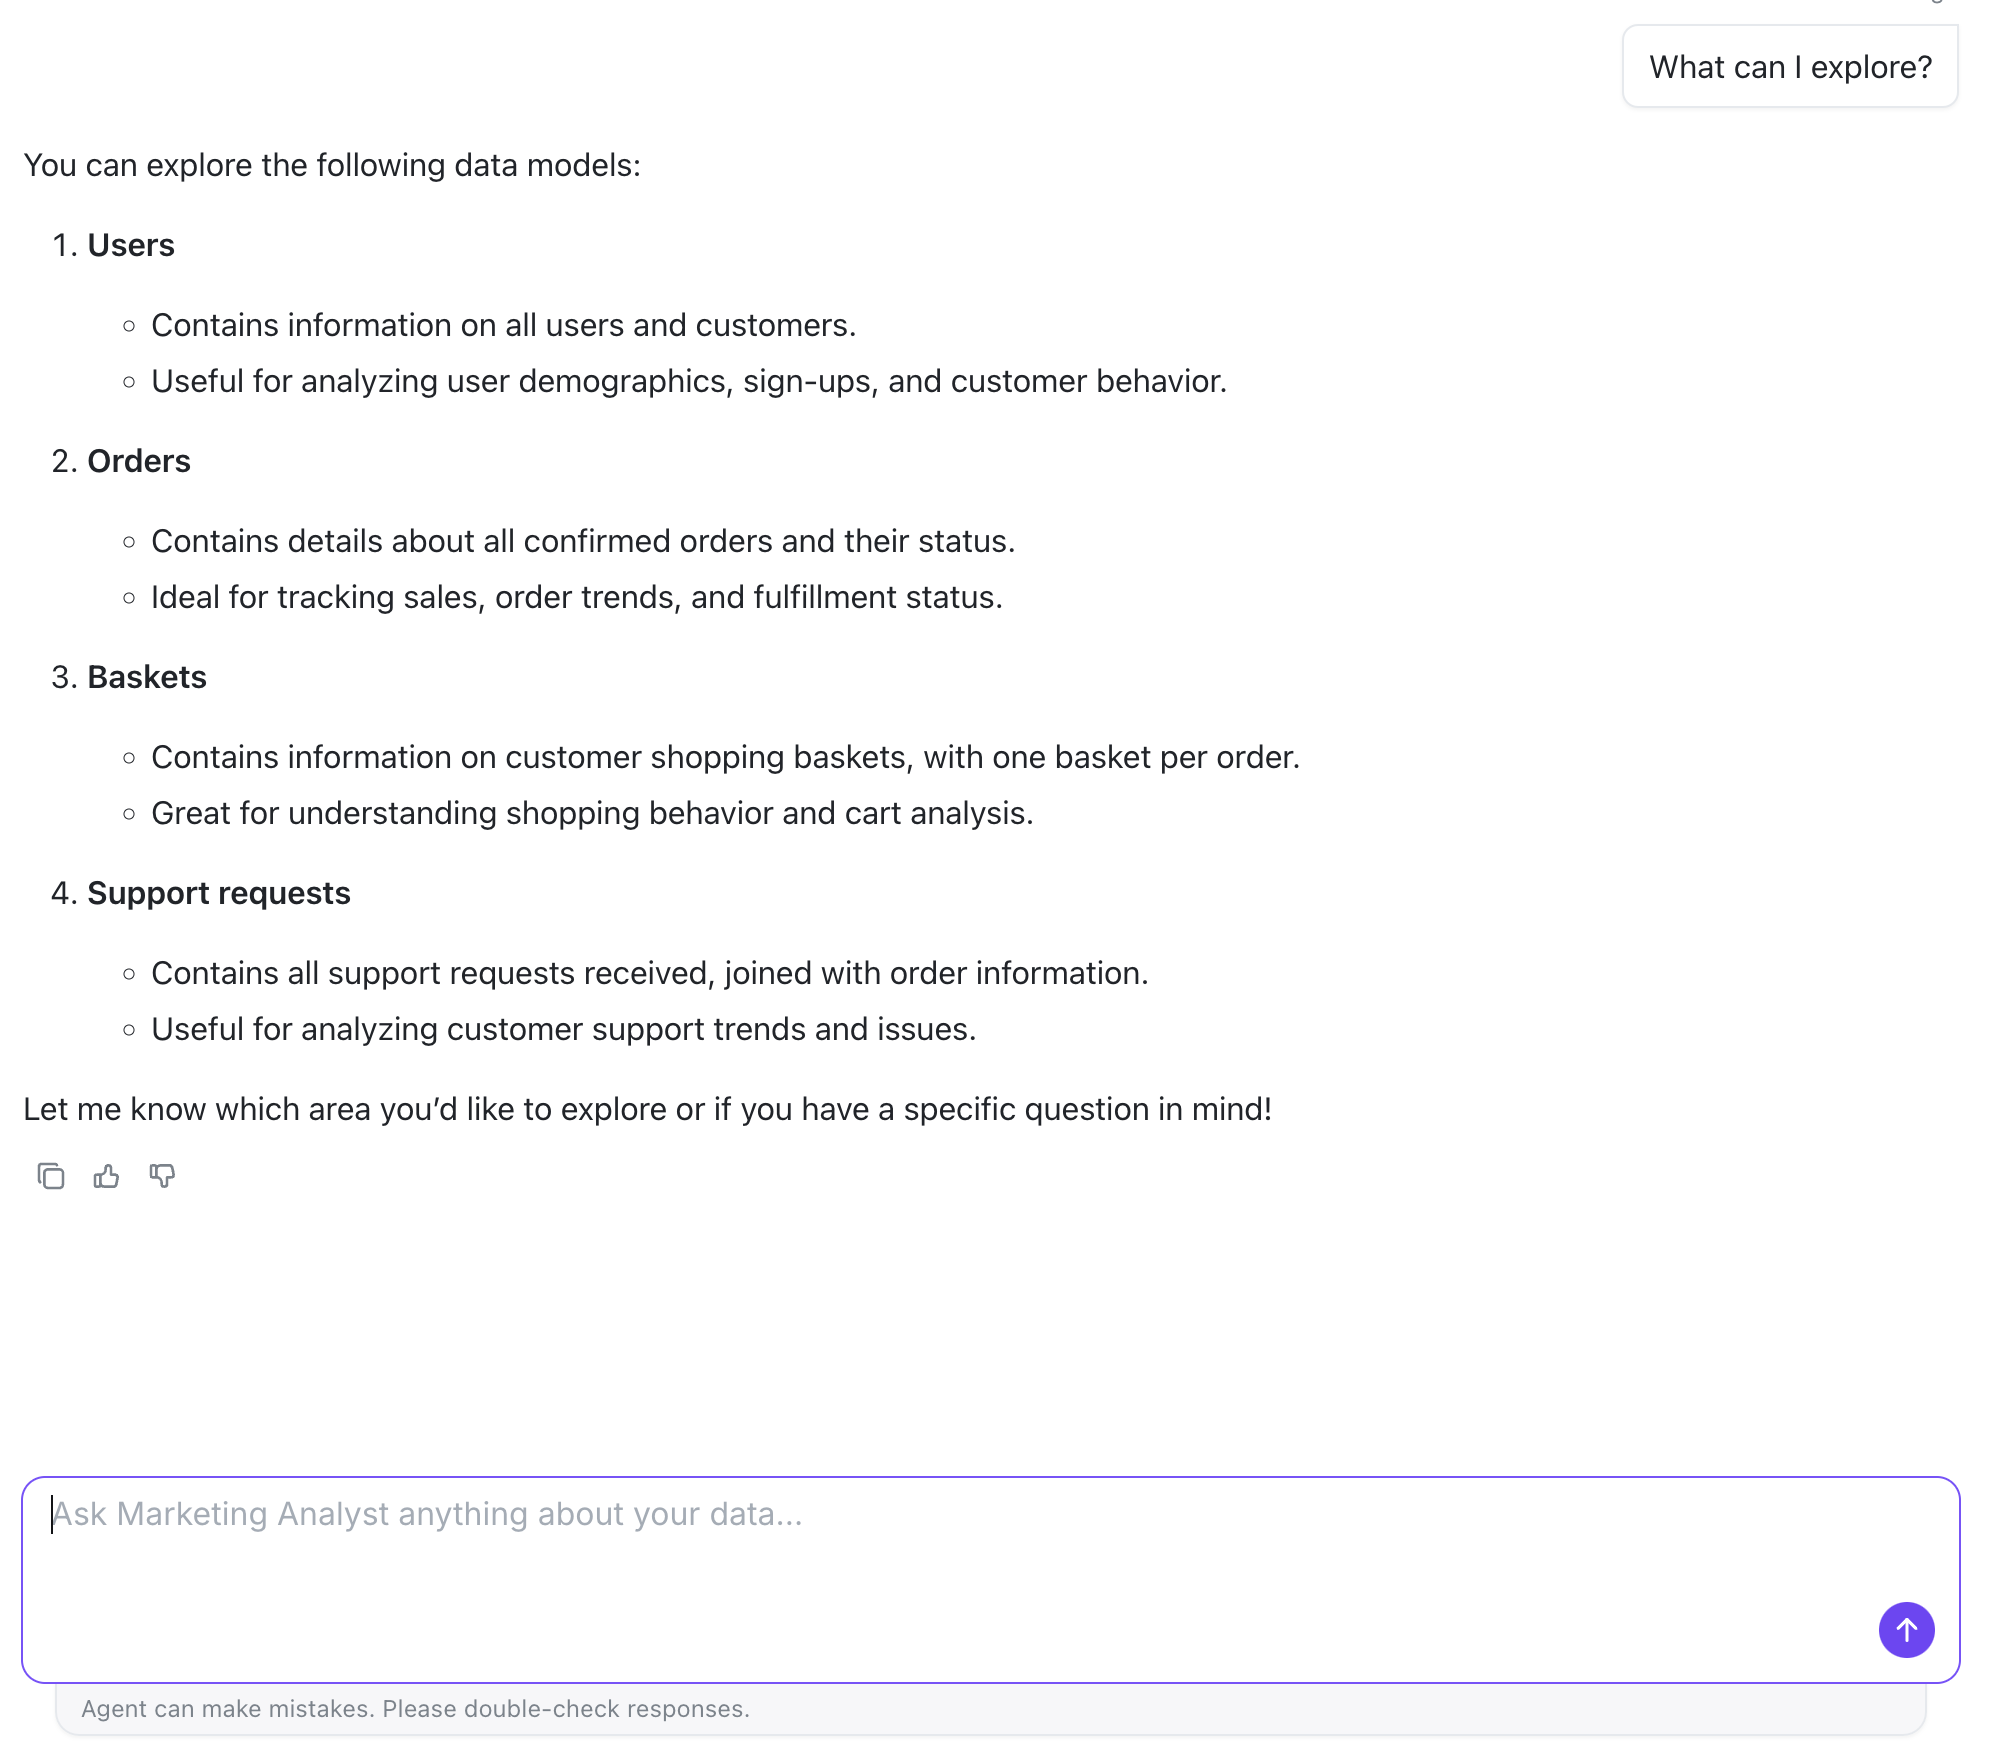 What can I explore?
You can explore the following data models:
1. Users
Contains information on all users and customers.
Useful for analyzing user demographics, sign-ups, and customer behavior.
2. Orders
Contains details about all confirmed orders and their status.
Ideal for tracking sales, order trends, and fulfillment status.
3. Baskets
Contains information on customer shopping baskets, with one basket per order.
Great for understanding shopping behavior and cart analysis.
4. Support requests
Contains all support requests received, joined with order information.
Useful for analyzing customer support trends and issues.
Let me know which area you’d like to explore or if you have a specific question in mind!
Ask Marketing Analyst anything about your data...
Agent can make mistakes. Please double-check responses.